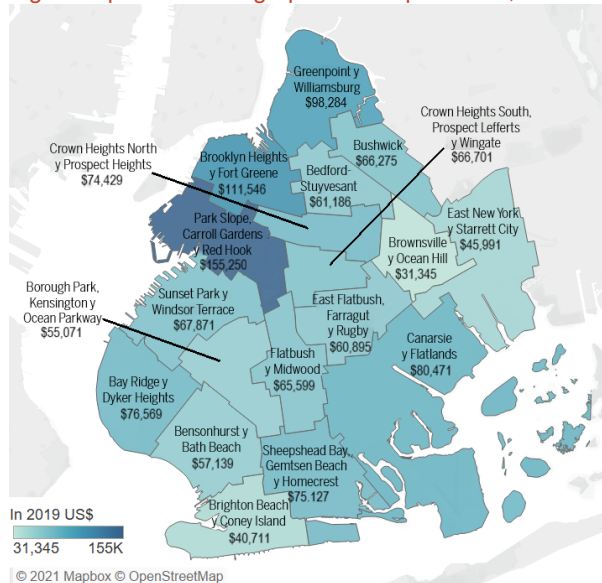 Greenpoint y
Williamsburg
$98,284
Crown Heights South,
Prospect Lefferts
y Wingate
$66,701
Crown Heights North
y Prospect Heights
$74,429
Bushwick
$66,275
Brooklyn Heights
y Fort Greene
$111,546
Bedford-
Stuyvesant
$61,186
East New York
y Starrett City
$45,991
Park Slope,
Carroll Gardens
y Red Hook
$155,250
Brownsville
y Ocean Hill
$31,345
Borough Park,
Kensington y
Ocean Parkway
$55,071
Sunset Park y
Windsor Terrace
$67,871
East Flatbush,
Farragut
y Rugby
$60,895
Canarsie
y Flatlands
$80,471
Flatbush
y Midwood
$65,599
Bay Ridge y
Dyker Heights
$76,569
Bensonhurst y
Bath Beach
$57,139
Sheepshead Bay,
Gemtsen Beach
y Homecrest
$75.127
Brighton Beach
y Coney Island
$40,711
In 2019 US$
31,345 155K
© 2021 Mapbox © OpenStreetMap